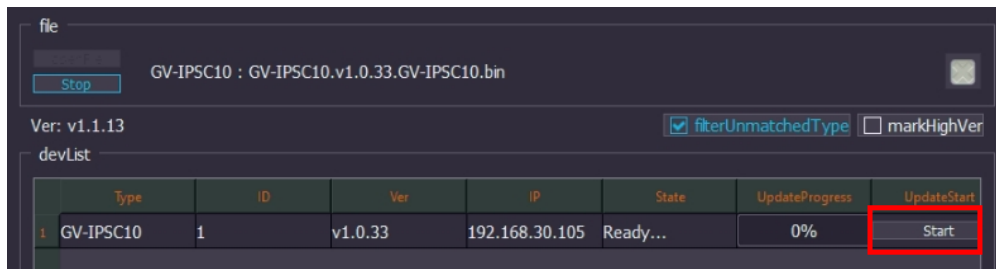 file
Stop
GV-IPSC10 : GV-IPSC10.v1.0.33.GV-IPSC10.bin
Ver: v1.1.13
filterUnmatchedType
markHighVer
devList
Type ID Ver IP State UpdateProgress UpdateStart
1 GV-IPSC10 1 v1.0.33 192.168.30.105 Ready... 0% Start